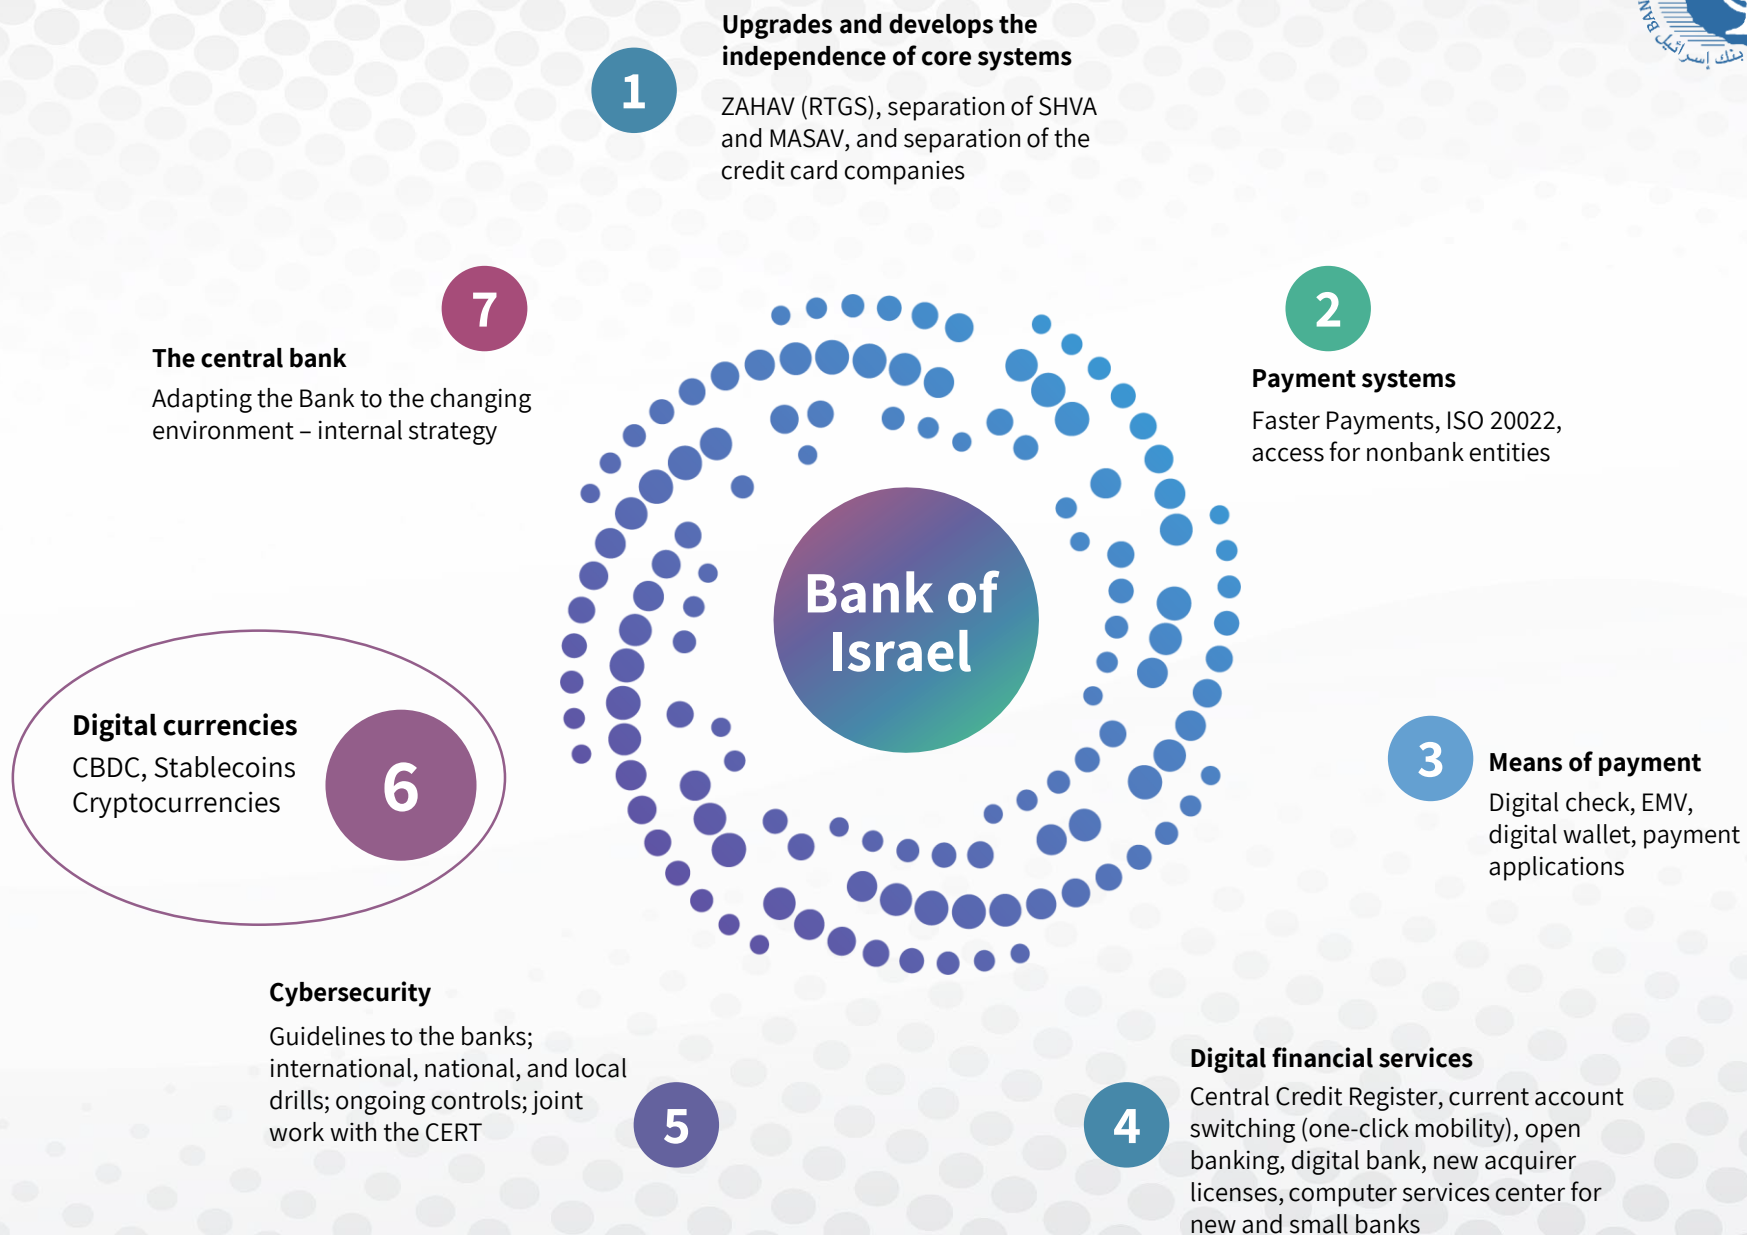 Upgrades and develops the
independence of core systems
1
ZAHAV (RTGS), separation of SHVA
and MASAV, and separation of the
credit card companies
BAN
بنك إسرائيل
7
The central bank
Adapting the Bank to the changing
environment – internal strategy
2
Payment systems
Faster Payments, ISO 20022,
access for nonbank entities
Bank of
Israel
Digital currencies
CBDC, Stablecoins
Cryptocurrencies
6
3
Means of payment
Digital check, EMV,
digital wallet, payment
applications
Cybersecurity
Guidelines to the banks;
international, national, and local
drills; ongoing controls; joint
work with the CERT
5
4
Digital financial services
Central Credit Register, current account
switching (one-click mobility), open
banking, digital bank, new acquirer
licenses, computer services center for
new and small banks